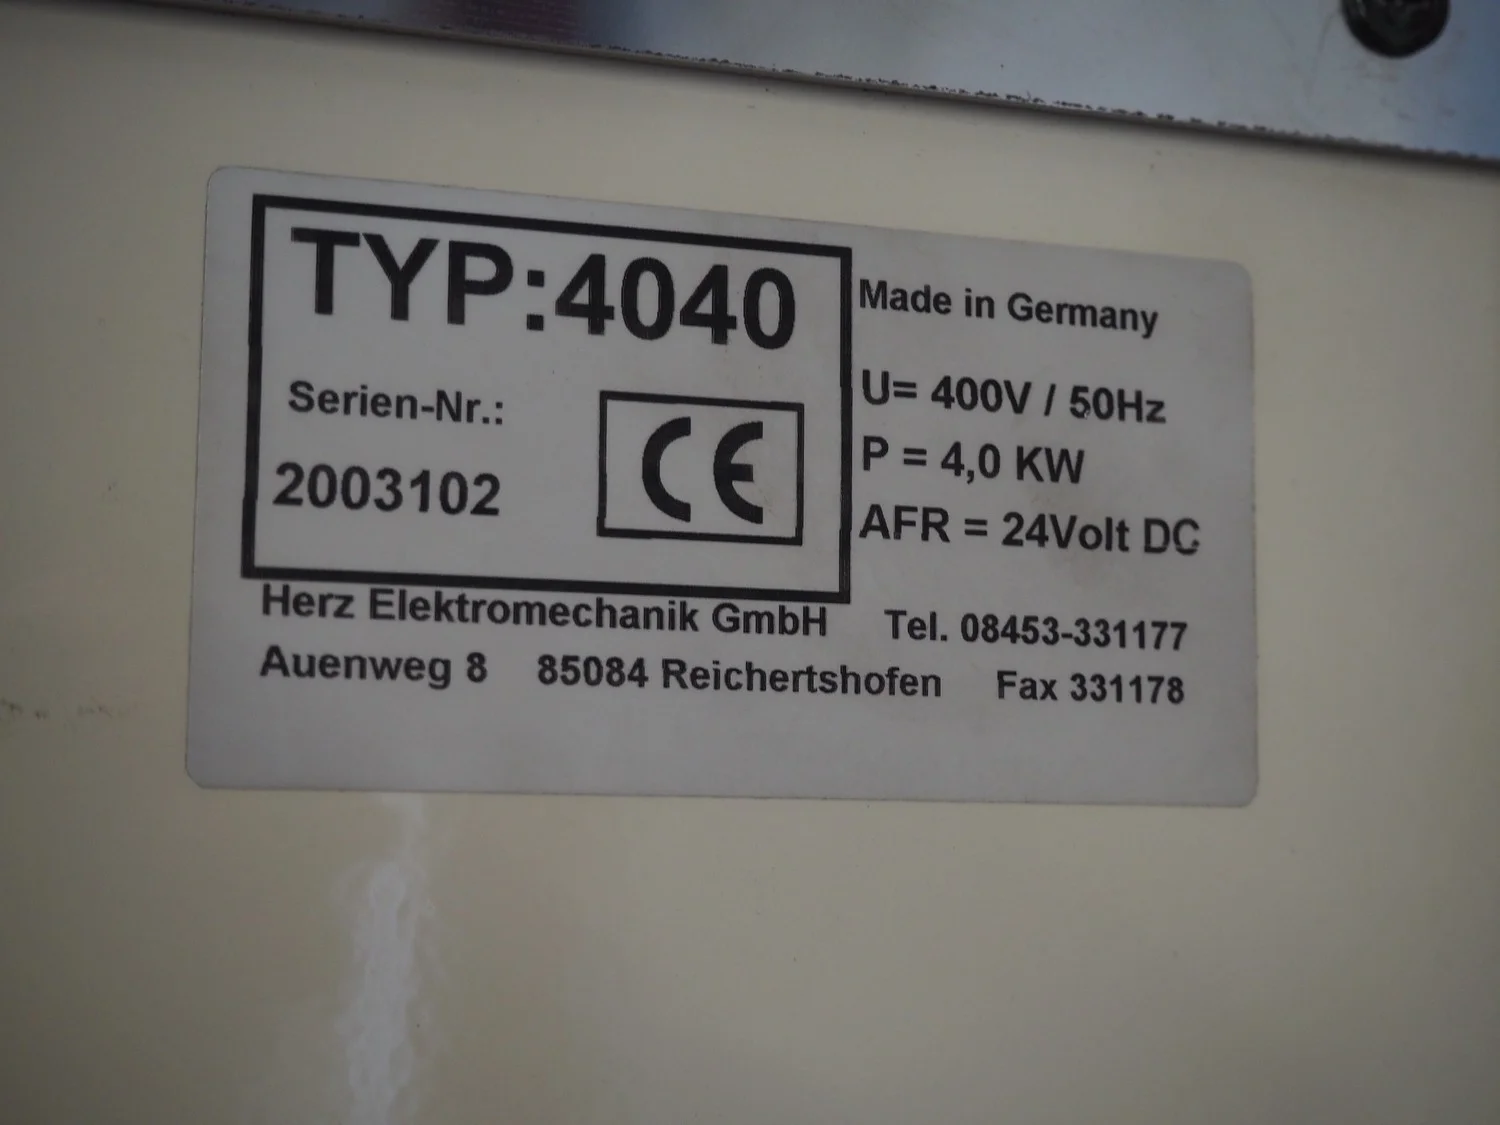 TYP:4040
Serien-Nr.:
2003102
CE
Made in Germany
U= 400V / 50Hz
P = 4,0 KW
AFR = 24Volt DC
Herz Elektromechanik GmbH Tel. 08453-331177
Auenweg 8 85084 Reichertshofen Fax 331178